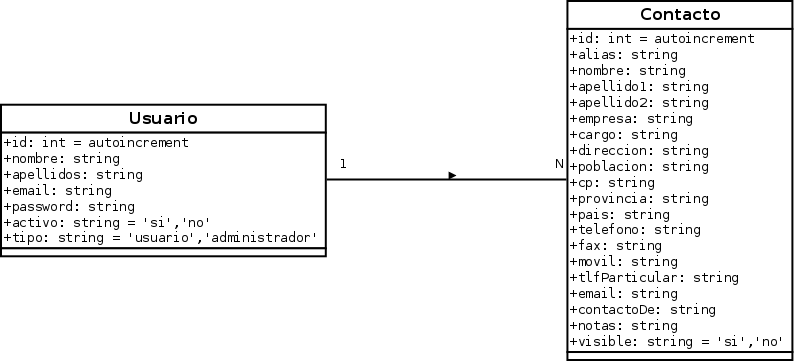 Usuario
+id: int = autoincrement
+nombre: string
+apellidos: string
+email: string
+password: string
+activo: string = 'si','no'
+tipo: string = 'usuario','administrador'
1
N
Contacto
+id: int = autoincrement
+alias: string
+nombre: string
+apellido1: string
+apellido2: string
+empresa: string
+cargo: string
+direccion: string
+poblacion: string
+cp: string
+provincia: string
+pais: string
+telefono: string
+fax: string
+movil: string
+tlfParticular: string
+email: string
+contactoDe: string
+notas: string
+visible: string = 'si','no'